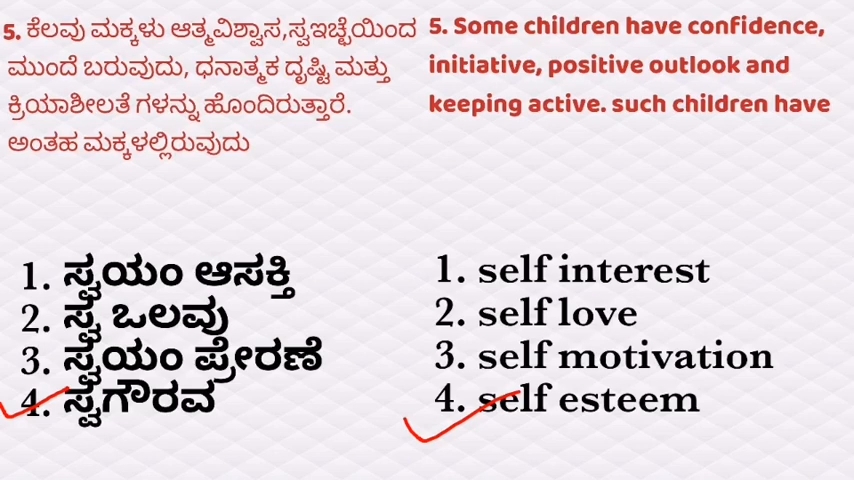 5. ಕೆಲವು ಮಕ್ಕಳು ಆತ್ಮವಿಶ್ವಾಸ,ಸ್ವಇಚ್ಛೆಯಿಂದ
ಮುಂದೆ ಬರುವುದು, ಧನಾತ್ಮಕ ದೃಷ್ಟಿ ಮತ್ತು
ಕ್ರಿಯಾಶೀಲತೆ ಗಳನ್ನು ಹೊಂದಿರುತ್ತಾರೆ.
ಅಂತಹ ಮಕ್ಕಳಲ್ಲಿರುವುದು
1. ಸ್ವಯಂ ಆಸಕ್ತಿ
2. ಸ್ವ ಒಲವು
3. ಸ್ವಯಂ ಪ್ರೇರಣೆ
4. ಸ್ವಗೌರವ
5. Some children have confidence,
initiative, positive outlook and
keeping active. such children have
1. self interest
2. self love
3. self motivation
4. self esteem